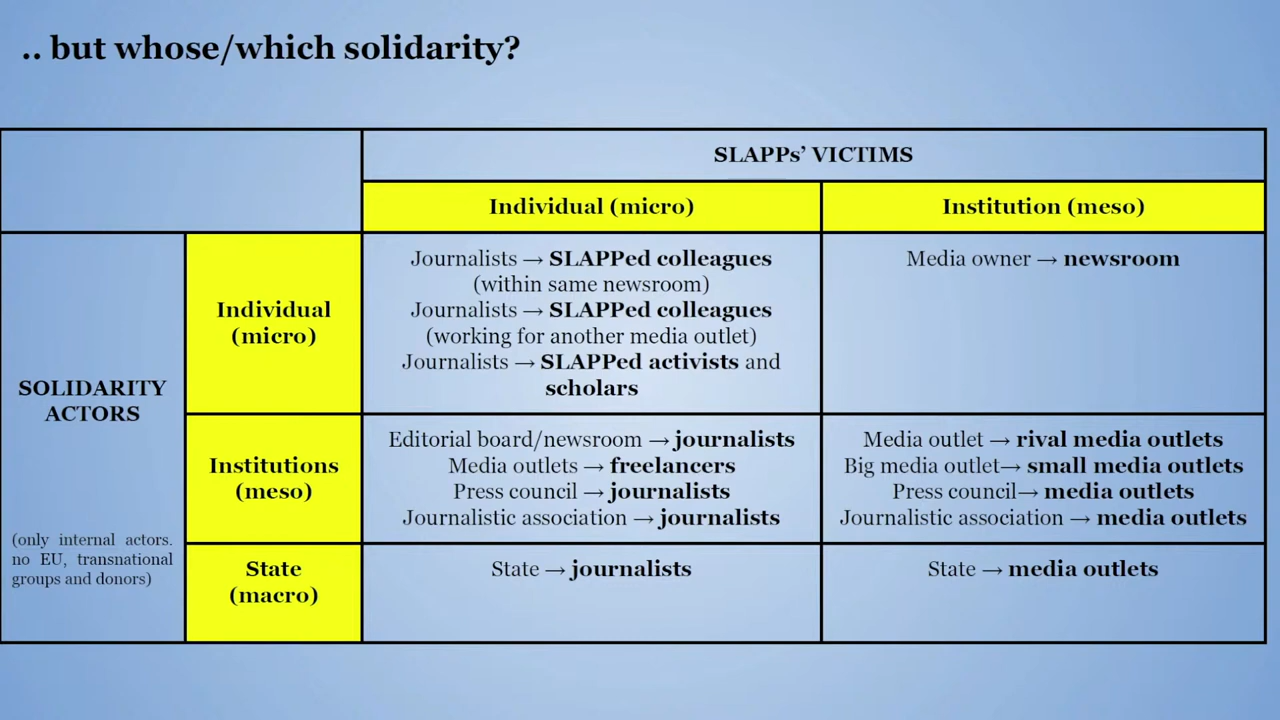 .. but whose/which solidarity?
SLAPPs’ VICTIMS
Individual (micro)
Institution (meso)
SOLIDARITY
ACTORS
(only internal actors.
no EU, transnational
groups and donors)
Individual
(micro)
Journalists → SLAPPed colleagues
(within same newsroom)
Journalists → SLAPPed colleagues
(working for another media outlet)
Journalists → SLAPPed activists and
scholars
Media owner → newsroom
Institutions
(meso)
Editorial board/newsroom → journalists
Media outlets → freelancers
Press council → journalists
Journalistic association → journalists
Media outlet → rival media outlets
Big media outlet→ small media outlets
Press council→ media outlets
Journalistic association → media outlets
State
(macro)
State → journalists
State → media outlets